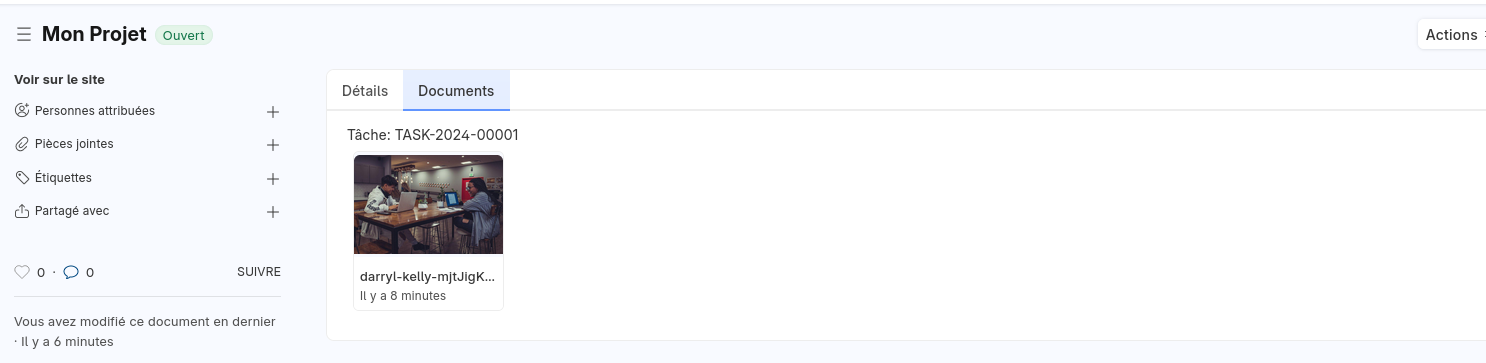 Mon Projet Ouvert
Actions
Voir sur le site
Personnes attribuées
Pièces jointes
Étiquettes
Partagé avec
0 · 0 SUIVRE
Vous avez modifié ce document en dernier
· Il y a 6 minutes
Détails Documents
Tâche: TASK-2024-00001
darryl-kelly-mjtJigK...
Il y a 8 minutes